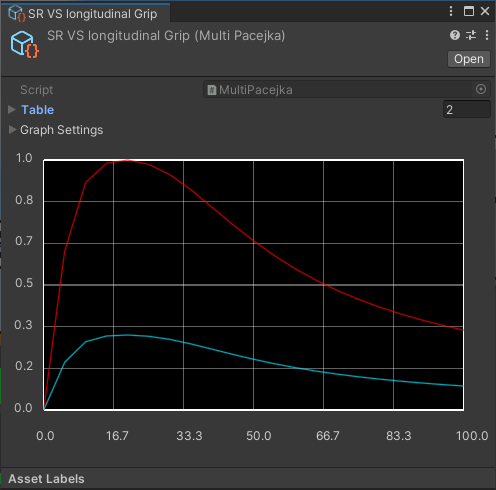 SR VS longitudinal Grip
SR VS longitudinal Grip (Multi Pacejka)
Open
Script
MultiPacejka
Table
2
Graph Settings
1.0
0.8
0.7
0.5
0.3
0.2
0.0
0.0 16.7 33.3 50.0 66.7 83.3 100.0
Asset Labels